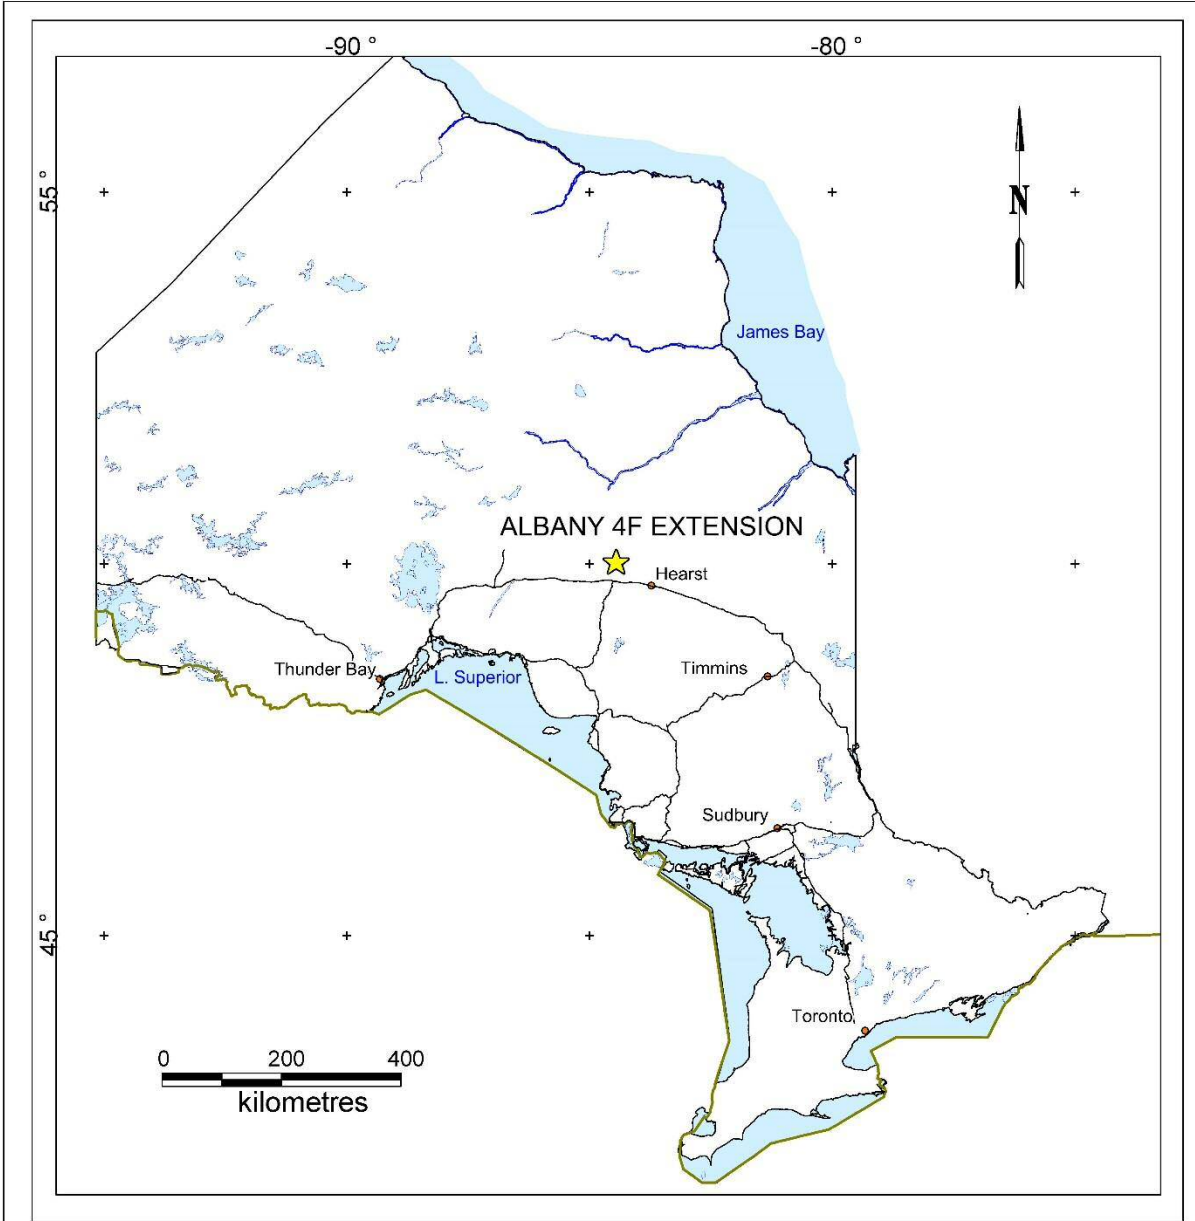 -90 °
-80 °
55 °
N
James Bay
ALBANY 4F EXTENSION
Hearst
Thunder Bay
L. Superior
Timmins
Sudbury
45 °
Toronto
0 200 400
kilometres